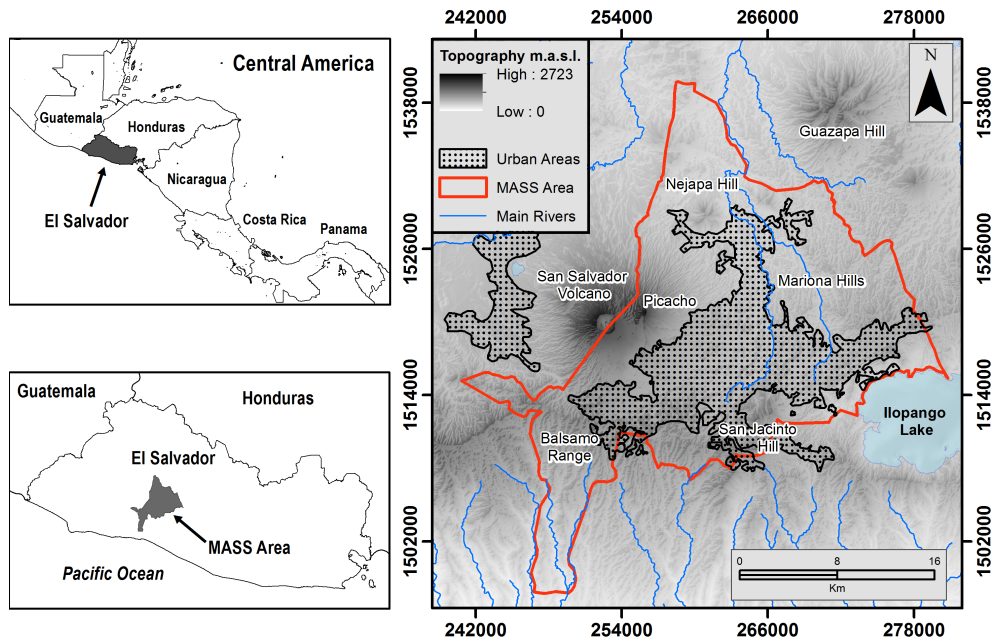 Central America
Guatemala
Honduras
El Salvador
Nicaragua
Costa Rica
Panama
Guatemala
Honduras
El Salvador
MASS Area
Pacific Ocean
242000 254000 266000 278000
Topography m.a.s.l.
High : 2723
Low : 0
Urban Areas
MASS Area
Main Rivers
N
Guazapa Hill
Nejapa Hill
Mariona Hills
San Salvador
Volcano
Picacho
Ilopango
Lake
San Jacinto
Hill
Balsamo
Range
0 8 16
Km
1538000
1526000
1514000
1502000
1538000
1526000
1514000
1502000
242000 254000 266000 278000